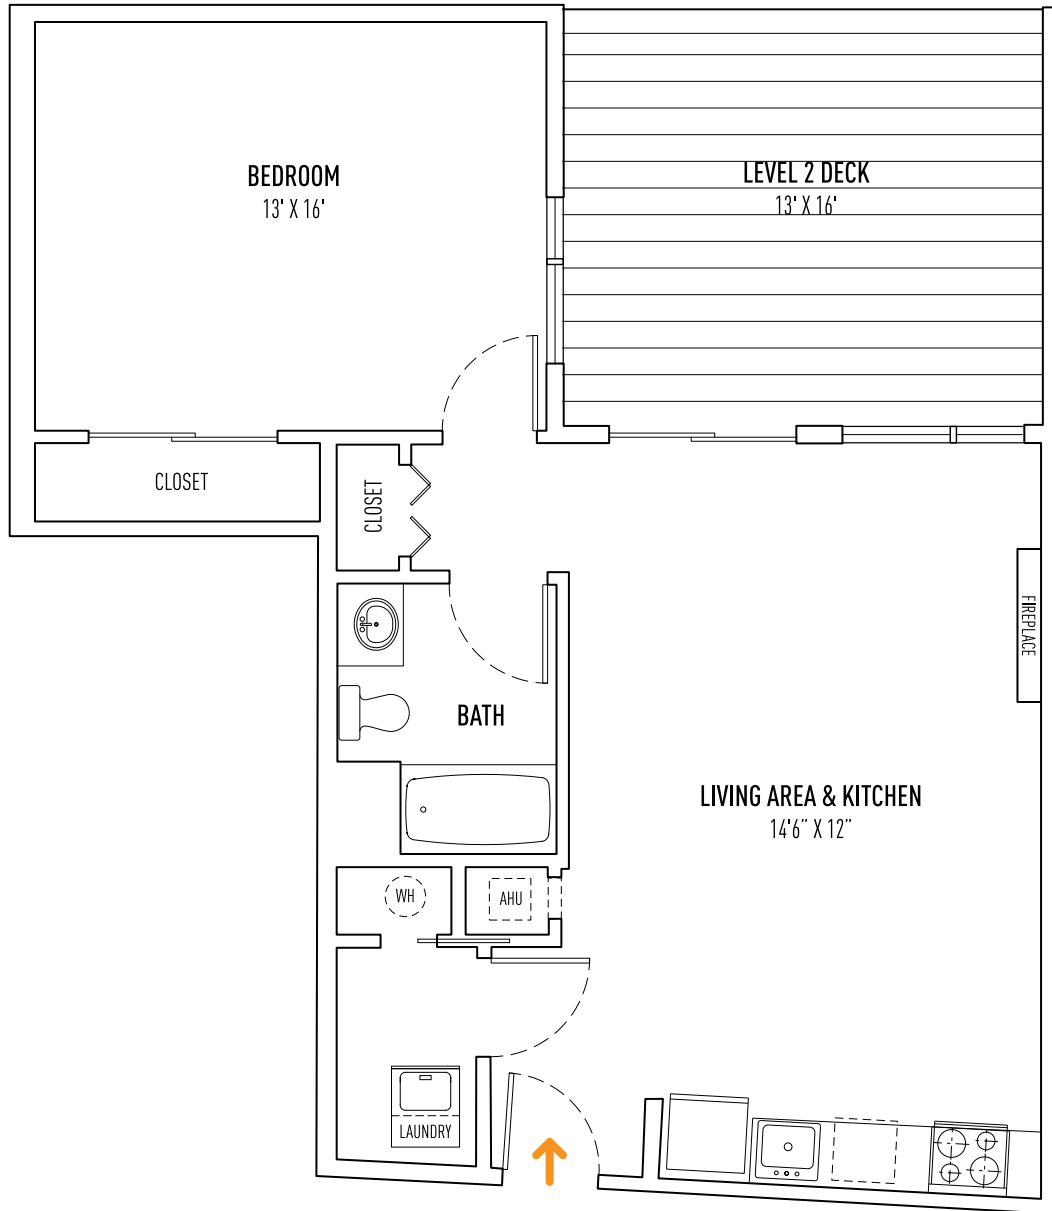 BEDROOM
13' X 16'
LEVEL 2 DECK
13' X 16'
CLOSET
CLOSET
FIREPLACE
BATH
LIVING AREA & KITCHEN
14'6" X 12"
WH
AHU
LAUNDRY